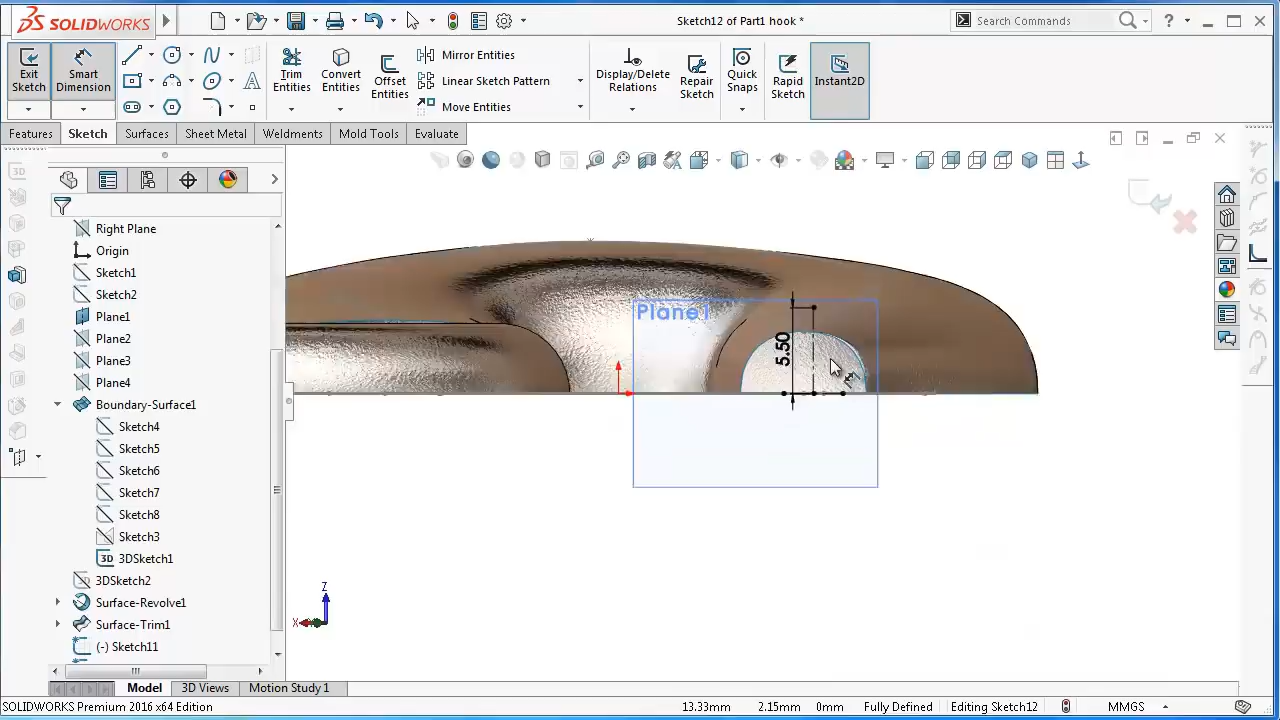 SOLIDWORKS
Sketch12 of Part1 hook *
Search Commands
?
Exit Sketch
Smart Dimension
Trim Entities
Convert Entities
Offset Entities
Mirror Entities
Linear Sketch Pattern
Move Entities
Display/Delete Relations
Repair Sketch
Quick Snaps
Rapid Sketch
Instant2D
Features
Sketch
Surfaces
Sheet Metal
Weldments
Mold Tools
Evaluate
Right Plane
Origin
Sketch1
Sketch2
Plane1
Plane2
Plane3
Plane4
Boundary-Surface1
Sketch4
Sketch5
Sketch6
Sketch7
Sketch8
Sketch3
3D 3DSketch1
3DSketch2
Surface-Revolve1
Surface-Trim1
(-) Sketch11
Plane1
5.50
Z
X
Model
3D Views
Motion Study 1
SOLIDWORKS Premium 2016 x64 Edition
13.33mm
2.15mm
0mm
Fully Defined
Editing Sketch12
MMGS